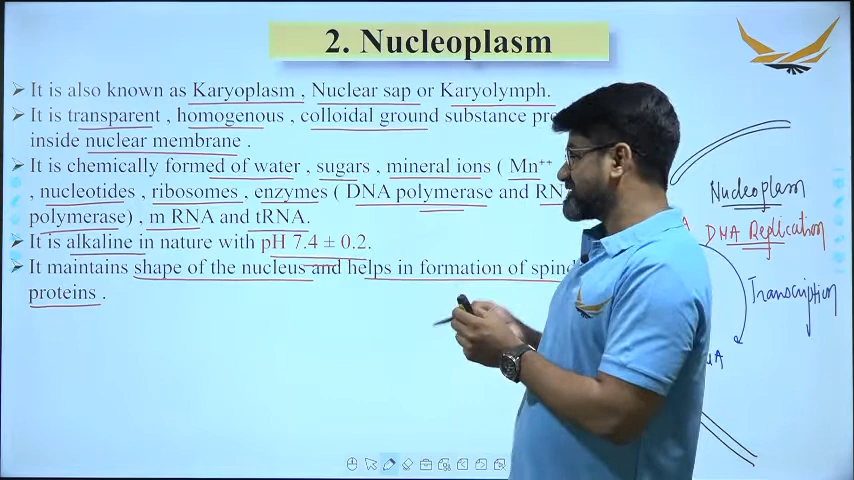 2. Nucleoplasm
➤ It is also known as Karyoplasm , Nuclear sap or Karyolymph.
➤ It is transparent , homogenous , colloidal ground substance
inside nuclear membrane .
➤ It is chemically formed of water , sugars , mineral ions ( Mn⁺⁺
, nucleotides , ribosomes , enzymes ( DNA polymerase and
polymerase) , m RNA and tRNA.
➤ It is alkaline in nature with pH 7.4 ± 0.2.
➤ It maintains shape of the nucleus and helps in formation of
proteins .
Nucleoplasm
DNA Replication
Transcription